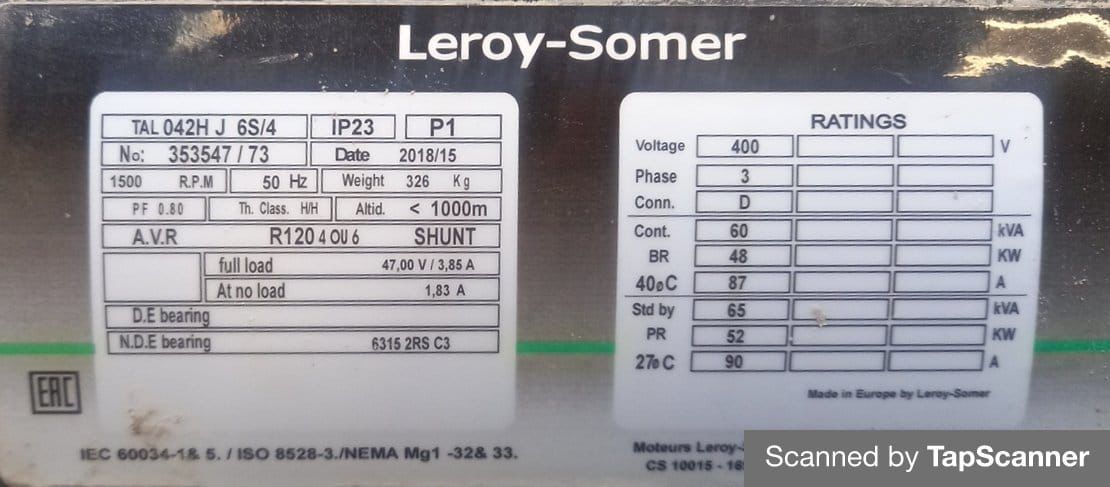 Leroy-Somer
TAL 042H J 6S/4 IP23 P1
No: 353547 / 73 Date 2018/15
1500 R.P.M 50 Hz Weight 326 Kg
PF 0.80 Th. Class. H/H Altid. < 1000m
A.V.R R120 4 OU 6 SHUNT
full load 47,00 V / 3,85 A
At no load 1,83 A
D.E bearing
N.D.E bearing 6315 2RS C3
EAC
IEC 60034-1& 5. / ISO 8528-3./NEMA Mg1 -32& 33.
RATINGS
Voltage 400 V
Phase 3
Conn. D
Cont. 60 kVA
BR 48 KW
40øC 87 A
Std by 65 kVA
PR 52 KW
27øC 90 A
Made in Europe by Leroy-Somer
Moteurs Leroy-
CS 10015 - 16
Scanned by TapScanner